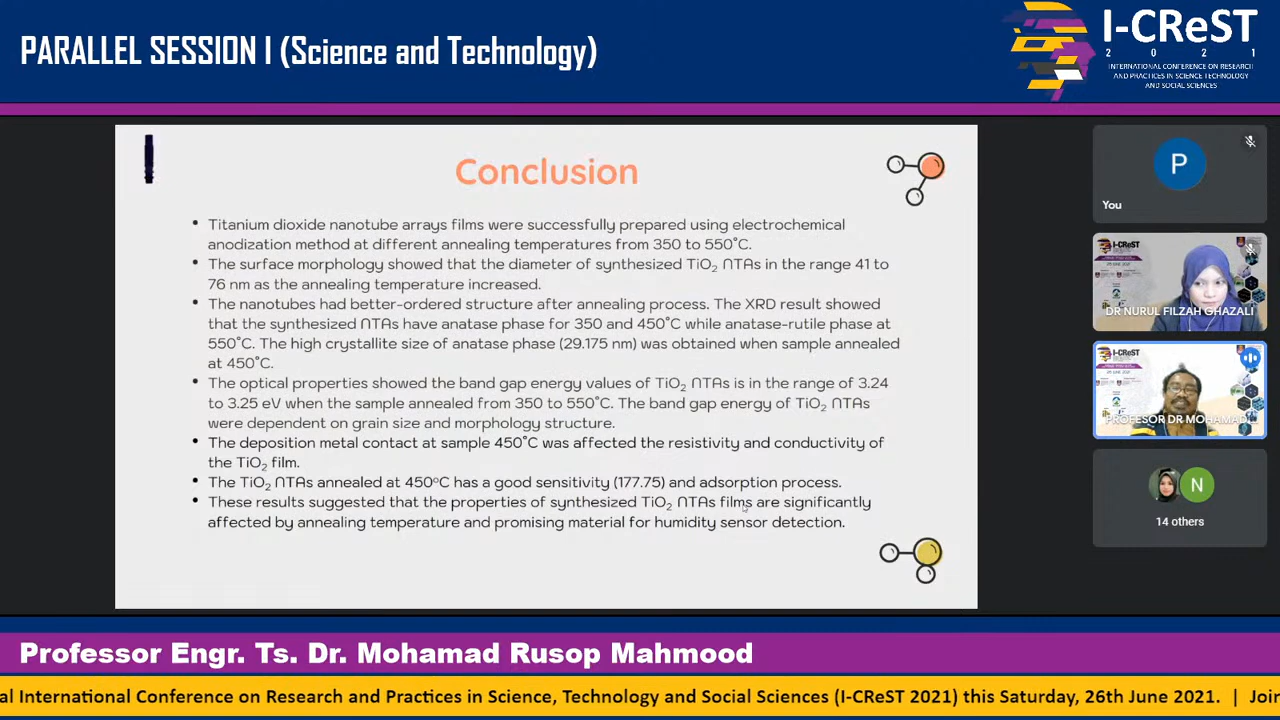 PARALLEL SESSION I (Science and Technology)
I-CReST
2 0 2 1
INTERNATIONAL CONFERENCE ON RESEARCH
AND PRACTICES IN SCIENCE TECHNOLOGY
AND SOCIAL SCIENCES
Conclusion
• Titanium dioxide nanotube arrays films were successfully prepared using electrochemical
anodization method at different annealing temperatures from 350 to 550°C.
• The surface morphology showed that the diameter of synthesized TiO₂ NTAs in the range 41 to
76 nm as the annealing temperature increased.
• The nanotubes had better-ordered structure after annealing process. The XRD result showed
that the synthesized NTAs have anatase phase for 350 and 450°C while anatase-rutile phase at
550°C. The high crystallite size of anatase phase (29.175 nm) was obtained when sample annealed
at 450°C.
• The optical properties showed the band gap energy values of TiO₂ NTAs is in the range of 3.24
to 3.25 eV when the sample annealed from 350 to 550°C. The band gap energy of TiO₂ NTAs
were dependent on grain size and morphology structure.
• The deposition metal contact at sample 450°C was affected the resistivity and conductivity of
the TiO₂ film.
• The TiO₂ NTAs annealed at 450°C has a good sensitivity (177.75) and adsorption process.
• These results suggested that the properties of synthesized TiO₂ NTAs films are significantly
affected by annealing temperature and promising material for humidity sensor detection.
P
You
DR NURUL FILZAH GHAZALI
PROFESOR DR MOHAMAD
N
14 others
Professor Engr. Ts. Dr. Mohamad Rusop Mahmood
al International Conference on Research and Practices in Science, Technology and Social Sciences (I-CReST 2021) this Saturday, 26th June 2021. | Join